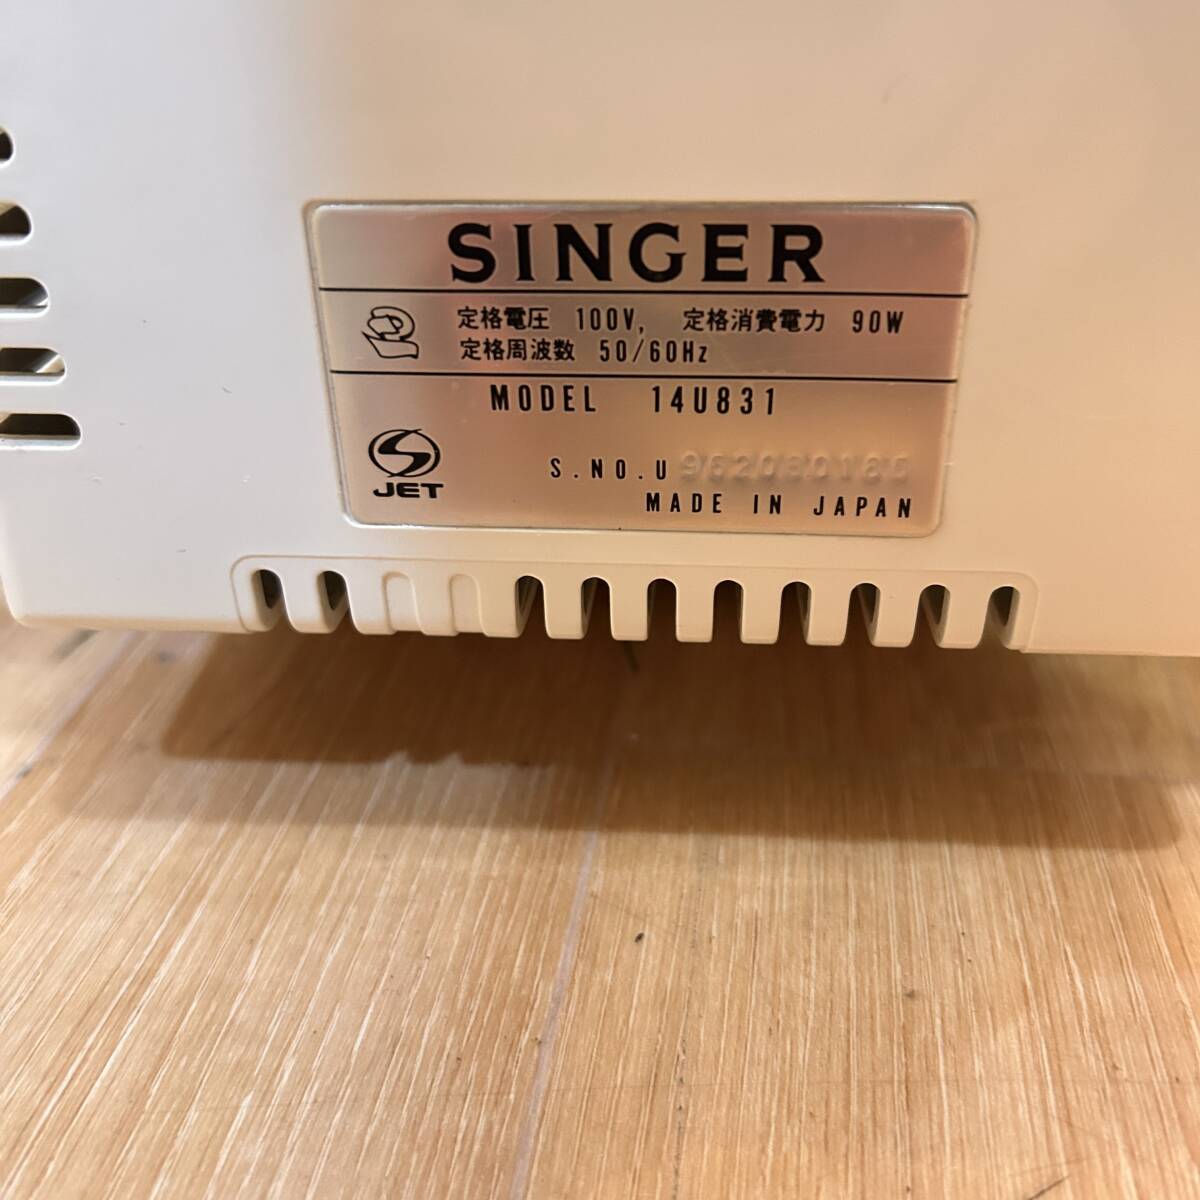 SINGER
定格電圧 100V, 定格消費電力 90W
定格周波数 50/60Hz
MODEL 14U831
JET
S.NO.U
MADE IN JAPAN